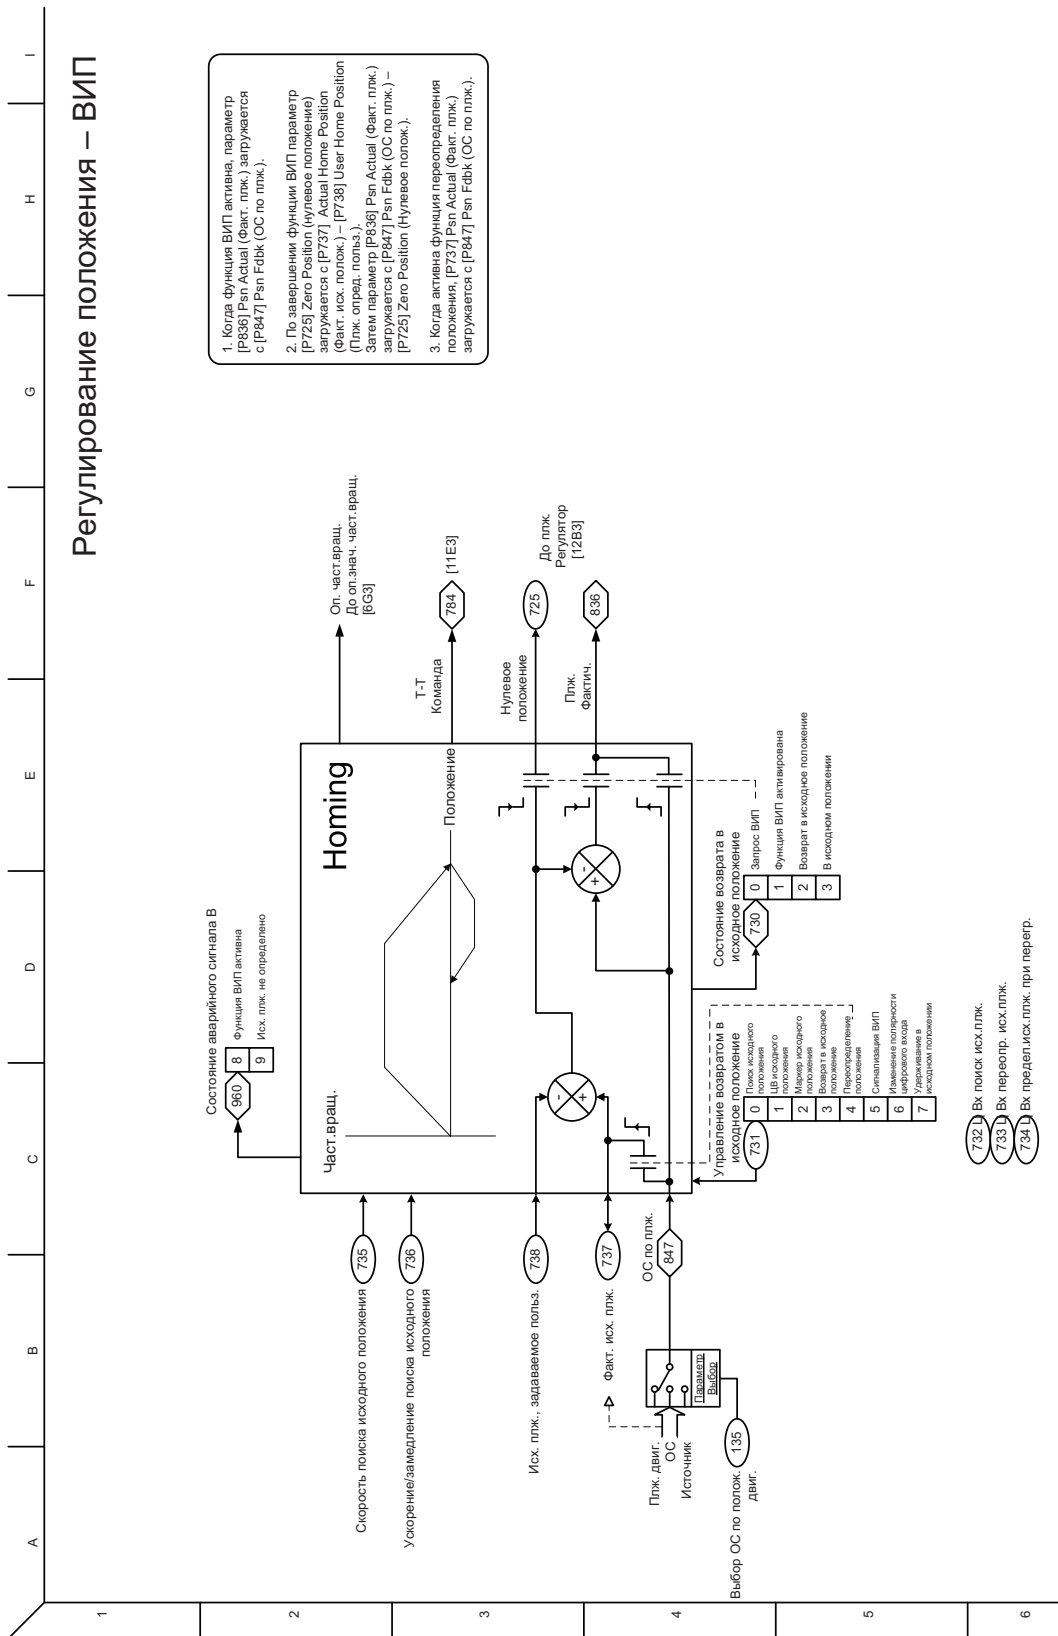 Регулирование положения – ВИП
A
B
C
D
E
F
G
H
I
1
2
3
4
5
6
1. Когда функция ВИП активна, параметр
[P836] Psn Actual (Факт. плж.) загружается
с [P847] Psn Fdbk (ОС по плж.).
2. По завершении функции ВИП параметр
[P725] Zero Position (нулевое положение)
загружается с [P737] Actual Home Position
(Факт. исх. полож.) – [P738] User Home Position
(Плж. опред. польз.).
Затем параметр [P836] Psn Actual (Факт. плж.)
загружается с [P847] Psn Fdbk (ОС по плж.) –
[P725] Zero Position (Нулевое полож.).
3. Когда активна функция переопределения
положения, [P737] Psn Actual (Факт. плж.)
загружается с [P847] Psn Fdbk (ОС по плж.).
Состояние аварийного сигнала B
960
8 Функция ВИП активна
9 Исх. плж. не определено
Homing
Част.вращ.
Положение
Оп. част.вращ.
До оп.знач. част.вращ.
[6G3]
Т-Т
Команда
784
[11E3]
Нулевое
положение
725
До плж.
Регулятор
[12B3]
Плж.
Фактич.
836
Скорость поиска исходного положения
735
Ускорение/замедление поиска исходного
положения
736
Исх. плж., задаваемое польз.
738
Факт. исх. плж.
737
ОС по плж.
847
Плж. двиг.
ОС
Источник
Параметр
Выбор
Выбор ОС по полож.
двиг.
135
- + + -
Управление возвратом в
исходное положение
731
0 Поиск исходного
положения
1 ЦВ исходного
положения
2 Маркер исходного
положения
3 Возврат в исходное
положение
4 Переопределение
положения
5 Сигнализация ВИП
6 Изменение полярности
цифрового входа
7 Удерживание в
исходном положении
Состояние возврата в
исходное положение
730
0 Запрос ВИП
1 Функция ВИП активирована
2 Возврат в исходное положение
3 В исходном положении
732 Ц Вх поиск исх.плж.
733 Ц Вх переопр. исх.плж.
734 Ц Вх предел.исх.плж. при перегр.